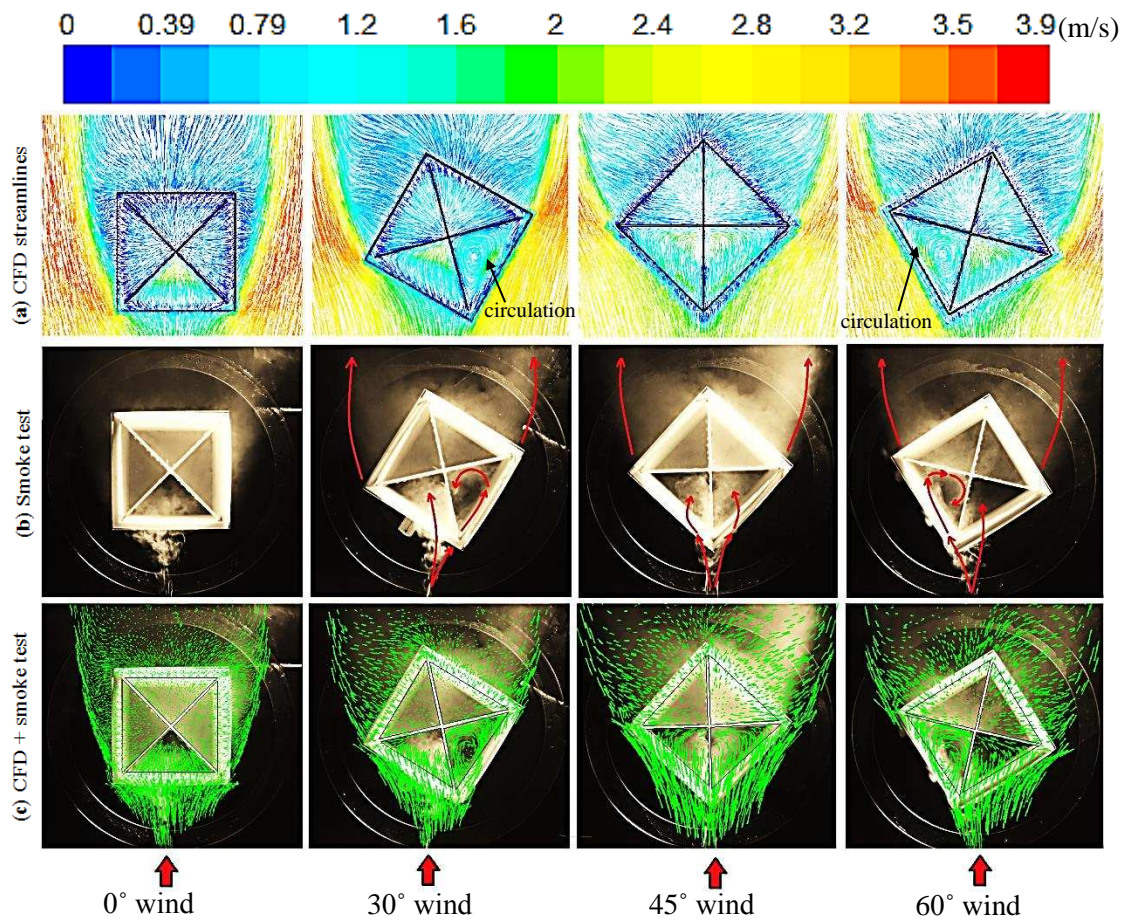 0 0.39 0.79 1.2 1.6 2 2.4 2.8 3.2 3.5 3.9 (m/s)
(a) CFD streamlines
circulation
circulation
(b) Smoke test
(c) CFD + smoke test
0˚ wind 30˚ wind 45˚ wind 60˚ wind